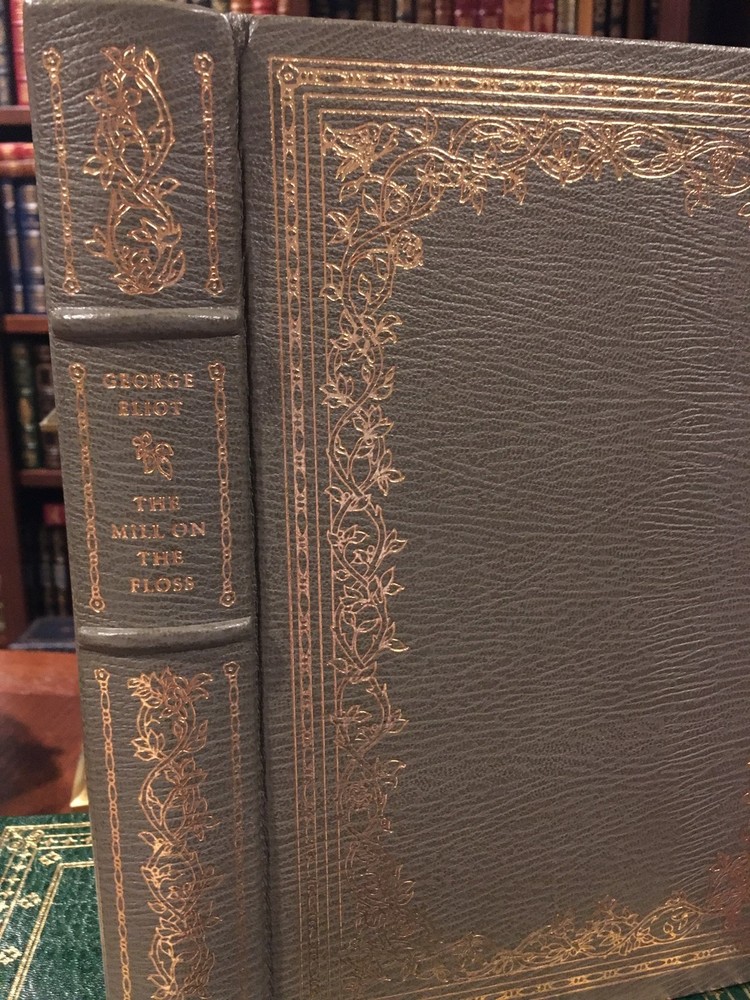 GEORGE
ELIOT
THE
MILL ON
THE
FLOSS